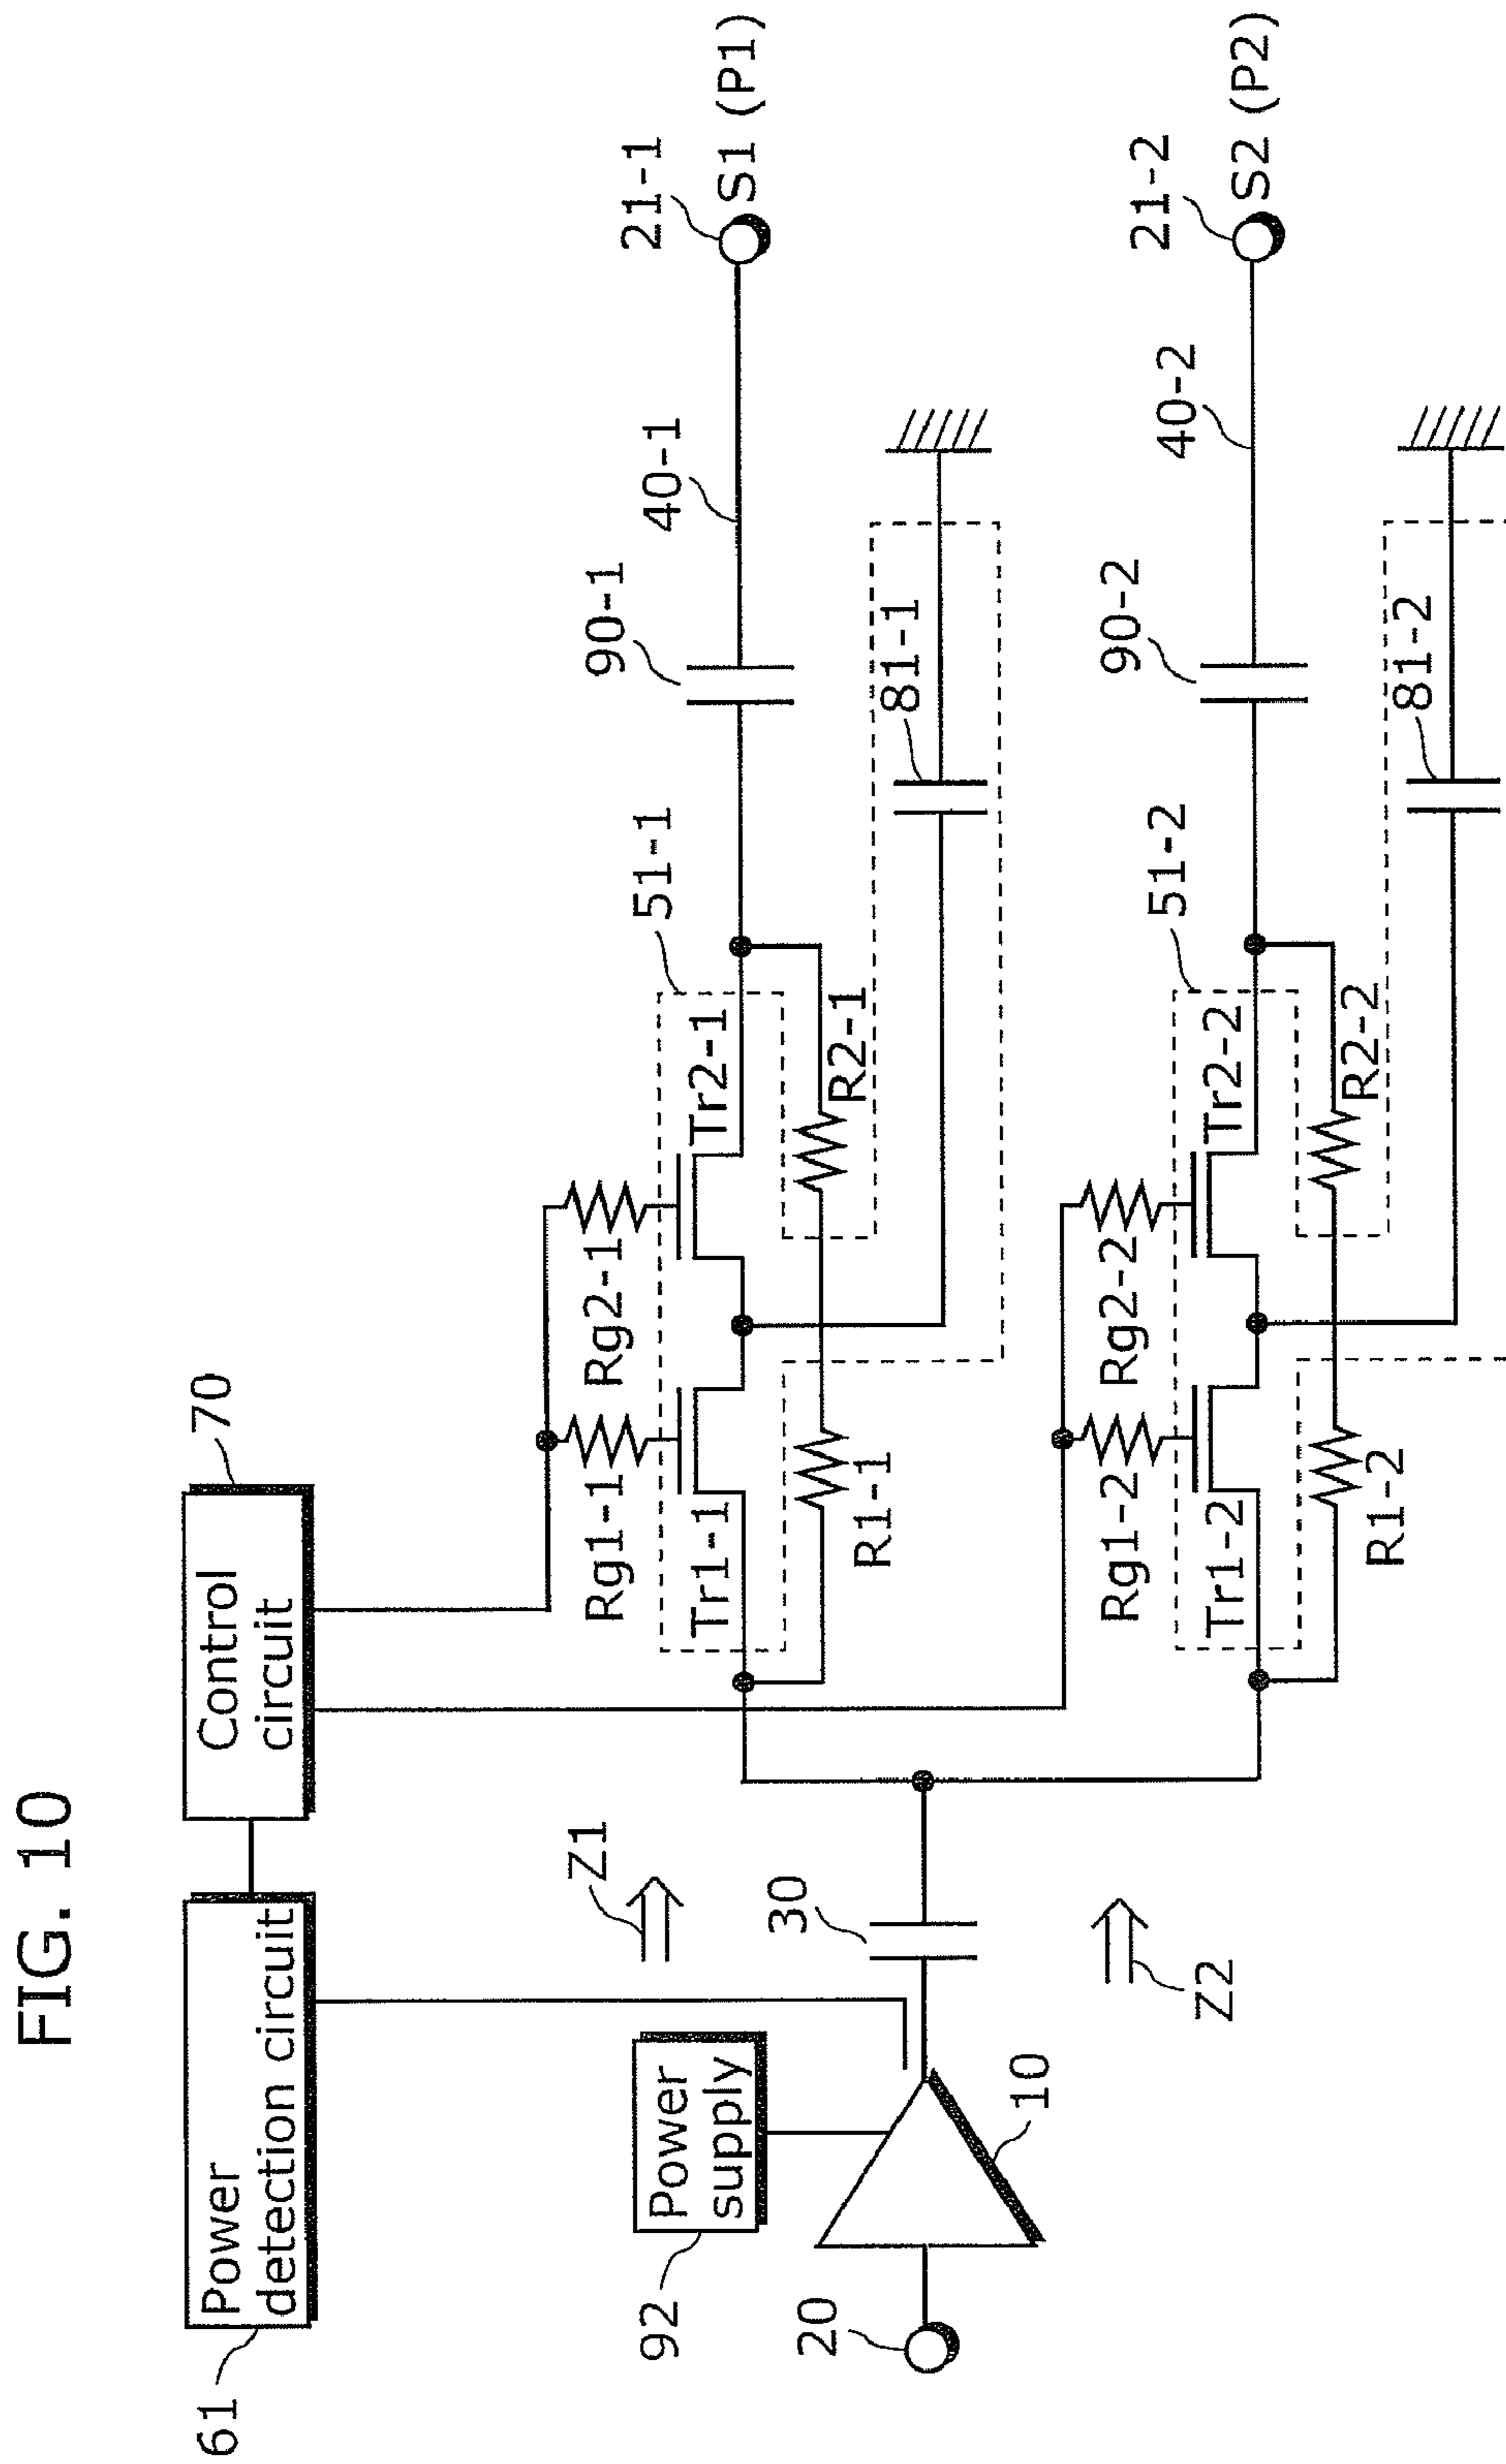 FIG. 10
61
Power
detection circuit
Control
circuit
70
92
Power
supply
Z1
20
10
30
Z2
Rg1-1
Rg2-1
51-1
90-1
40-1
21-1
S1 (P1)
Tr1-1
Tr2-1
R1-1
R2-1
81-1
Rg1-2
Rg2-2
51-2
90-2
40-2
21-2
S2 (P2)
Tr1-2
Tr2-2
R1-2
R2-2
81-2